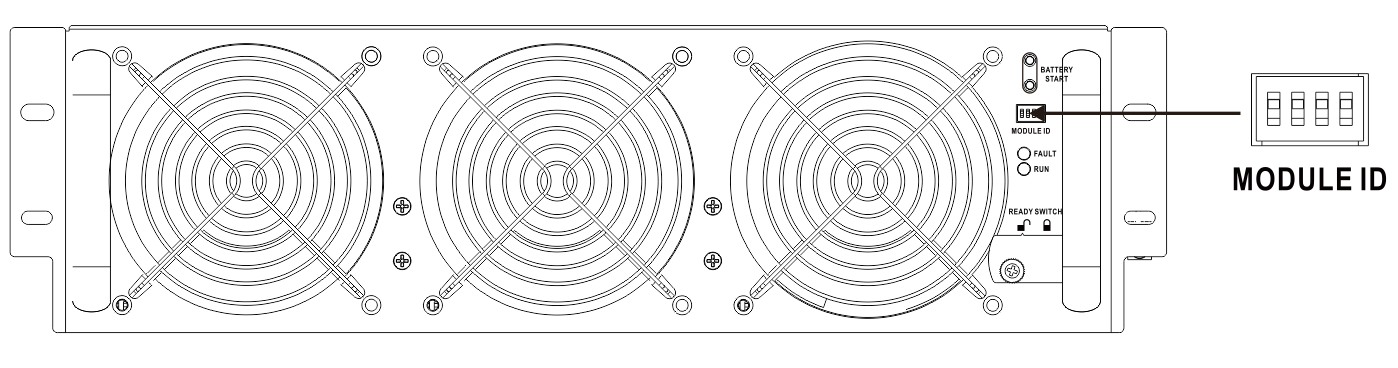 BATTERY
START
MODULE ID
FAULT
RUN
READY SWITCH
MODULE ID